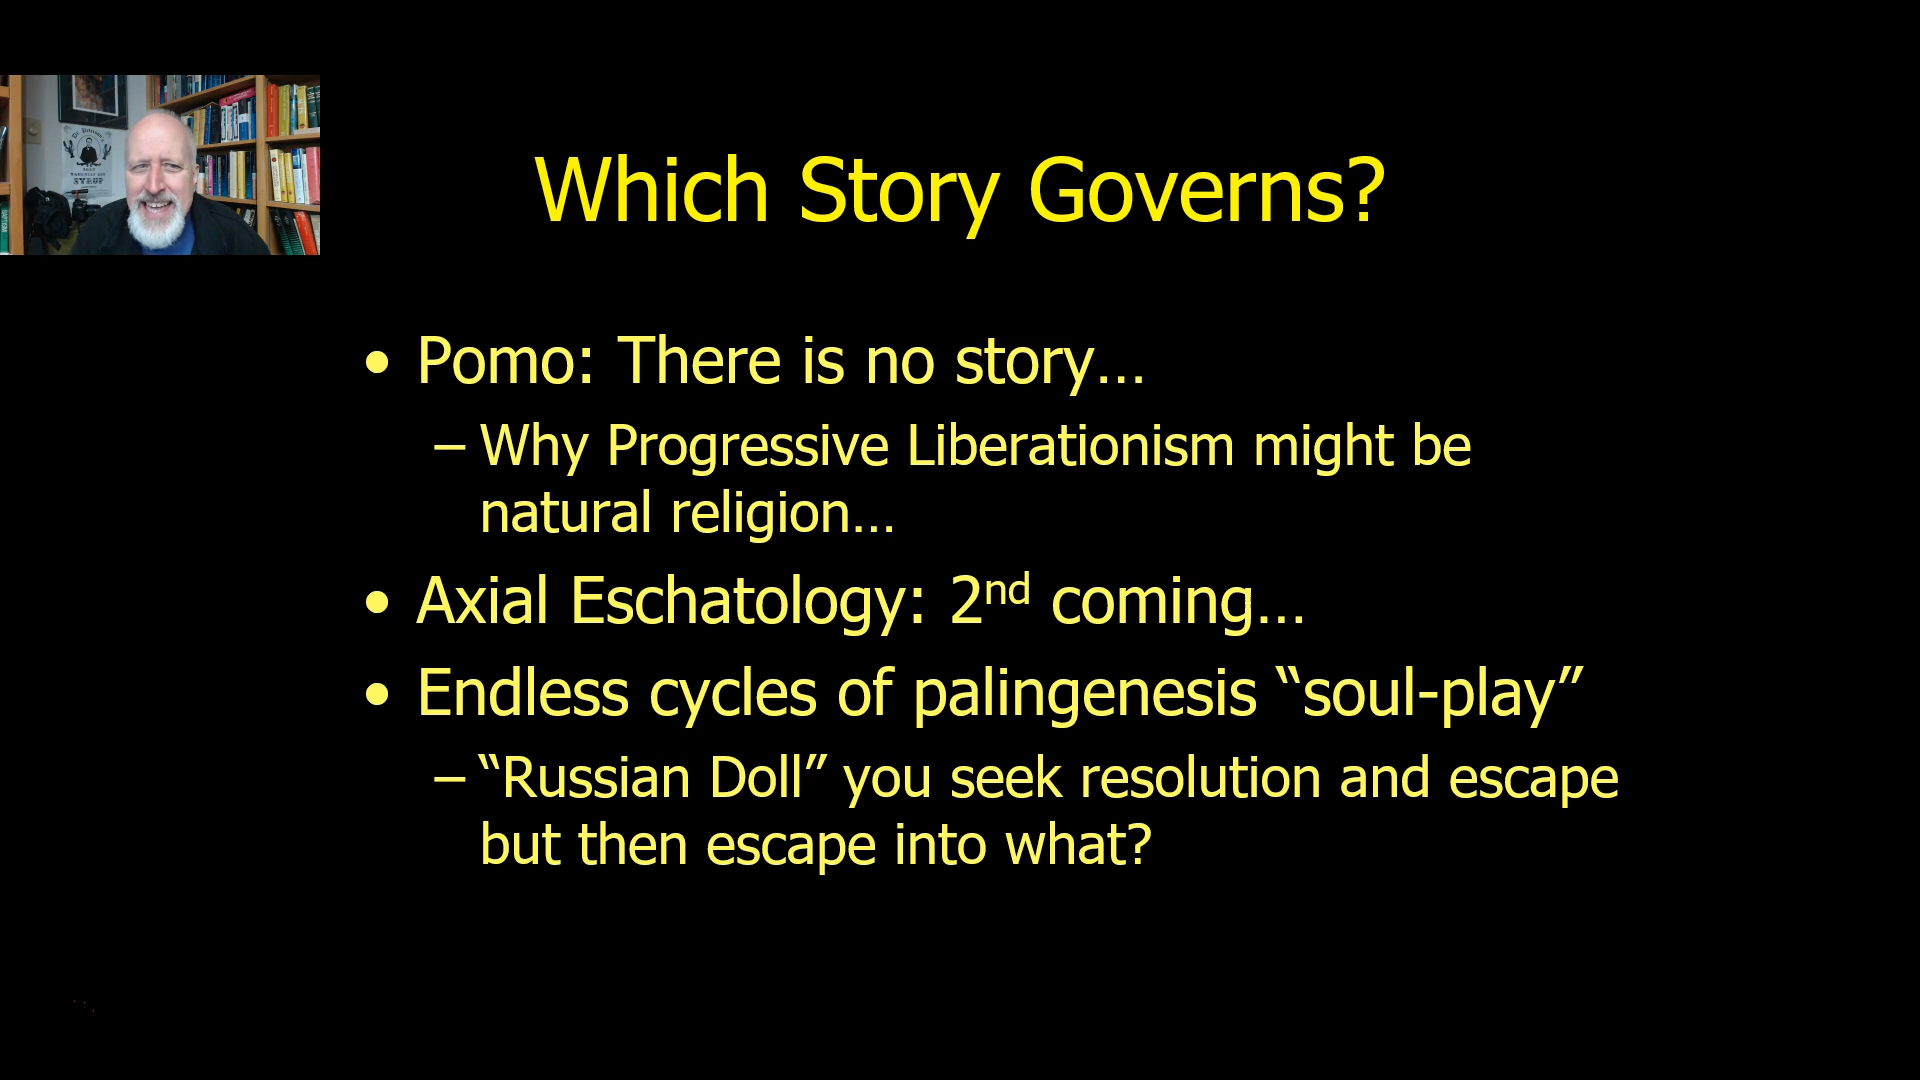 Which Story Governs?
• Pomo: There is no story…
– Why Progressive Liberationism might be
natural religion…
• Axial Eschatology: 2nd coming…
• Endless cycles of palingenesis “soul-play”
– “Russian Doll” you seek resolution and escape
but then escape into what?
SYRUP